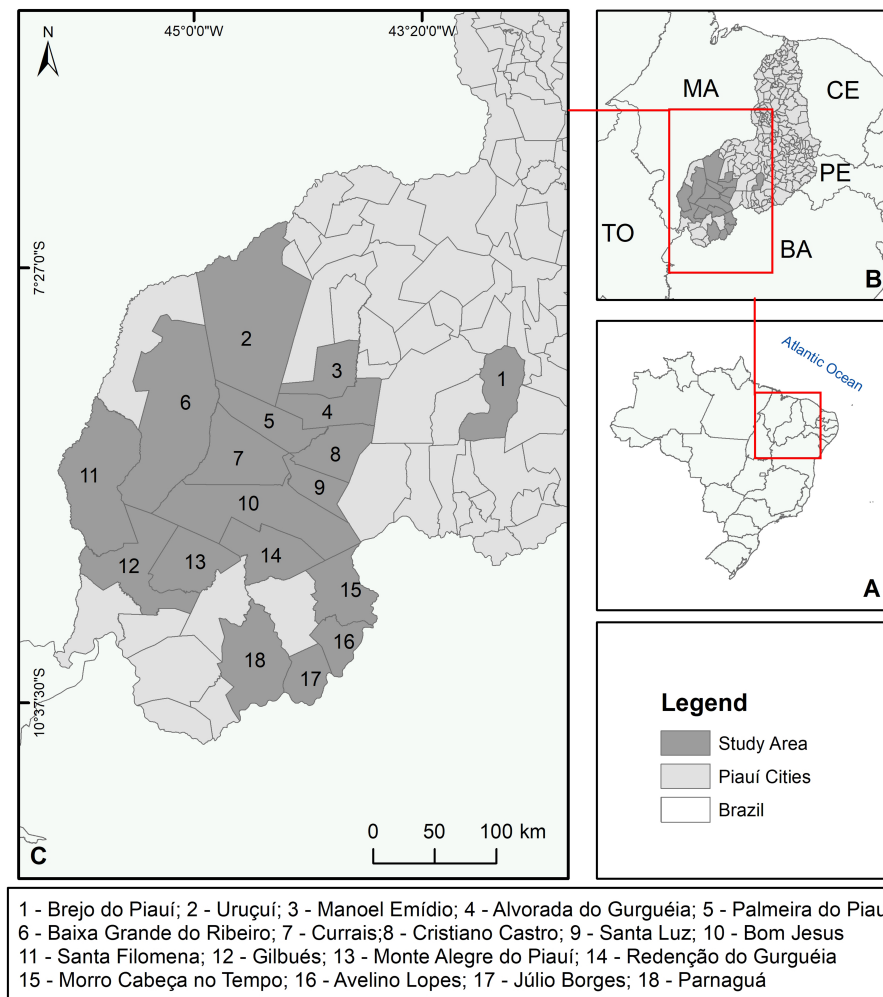 N
45°0'0"W
43°20'0"W
7°27'0"S
10°37'30"S
1
2
3
4
5
6
7
8
9
10
11
12
13
14
15
16
17
18
0 50 100 km
C
MA
CE
PE
TO
BA
B
Atlantic Ocean
A
Legend
Study Area
Piauí Cities
Brazil
1 - Brejo do Piauí; 2 - Uruçuí; 3 - Manoel Emídio; 4 - Alvorada do Gurguéia; 5 - Palmeira do Piau
6 - Baixa Grande do Ribeiro; 7 - Currais;8 - Cristiano Castro; 9 - Santa Luz; 10 - Bom Jesus
11 - Santa Filomena; 12 - Gilbués; 13 - Monte Alegre do Piauí; 14 - Redenção do Gurguéia
15 - Morro Cabeça no Tempo; 16 - Avelino Lopes; 17 - Júlio Borges; 18 - Parnaguá